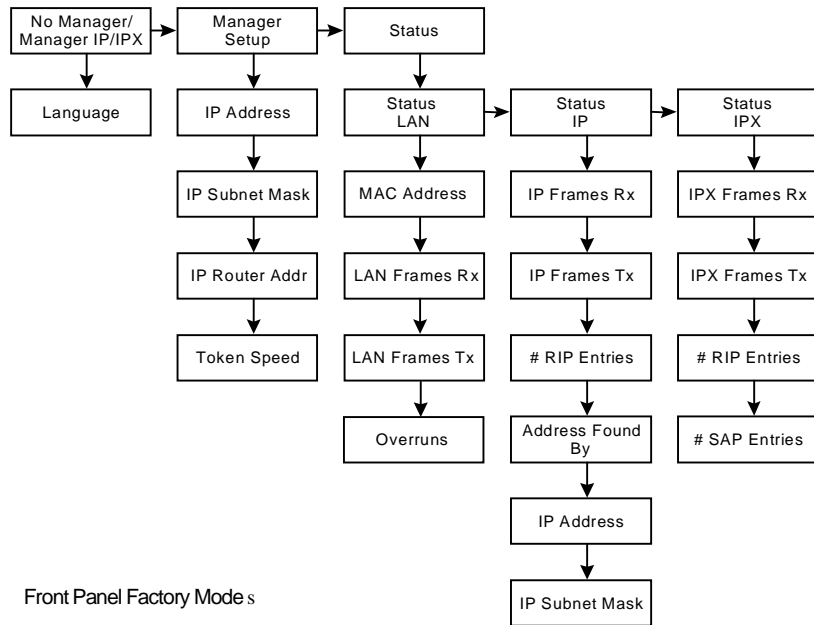 No Manager/
Manager IP/IPX
Manager
Setup
Status
Language
IP Address
Status
LAN
Status
IP
Status
IPX
IP Subnet Mask
MAC Address
IP Frames Rx
IPX Frames Rx
IP Router Addr
LAN Frames Rx
IP Frames Tx
IPX Frames Tx
Token Speed
LAN Frames Tx
# RIP Entries
# RIP Entries
Overruns
Address Found
By
# SAP Entries
IP Address
IP Subnet Mask
Front Panel Factory Modes